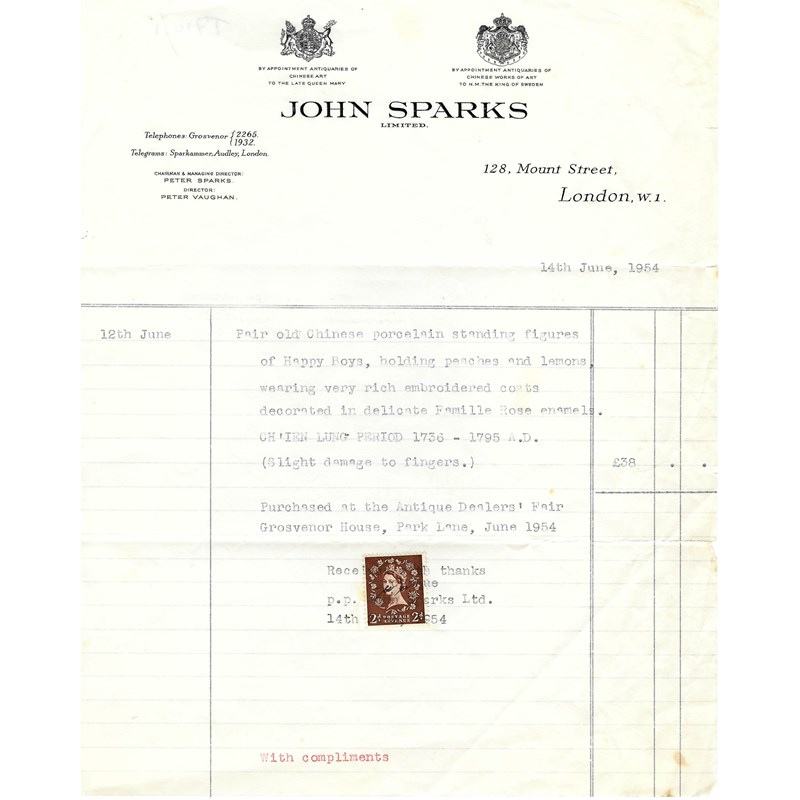 BY APPOINTMENT ANTIQUARIES OF
CHINESE ART
TO THE LATE QUEEN MARY
BY APPOINTMENT ANTIQUARIES OF
CHINESE WORKS OF ART
TO H.M. THE KING OF SWEDEN
JOHN SPARKS
LIMITED.
Telephones: Grosvenor { 2265.
1932.
Telegrams: Sparkhammer, Audley, London.
CHAIRMAN & MANAGING DIRECTOR:
PETER SPARKS.
DIRECTOR:
PETER VAUGHAN.
128, Mount Street,
London, W.1.
14th June, 1954
12th June
Pair old Chinese porcelain standing figures
of Happy Boys, holding peaches and lemons,
wearing very rich embroidered coats
decorated in delicate Famille Rose enamels.
CH'IEN LUNG PERIOD 1736 - 1795 A.D.
(Slight damage to fingers.)
£38 . .
Purchased at the Antique Dealers' Fair
Grosvenor House, Park Lane, June 1954
thanks
p.p. Ltd.
14th 54
2d POSTAGE REVENUE 2d
With compliments